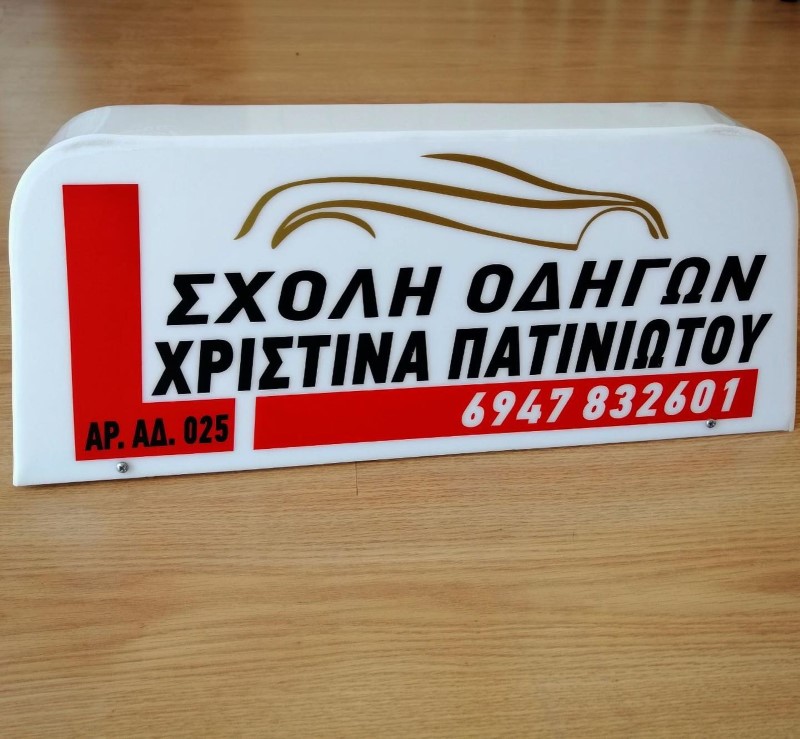 L
ΣΧΟΛΗ ΟΔΗΓΩΝ
ΧΡΙΣΤΙΝΑ ΠΑΤΙΝΙΩΤΟΥ
6947 832601
ΑΡ. ΑΔ. 025